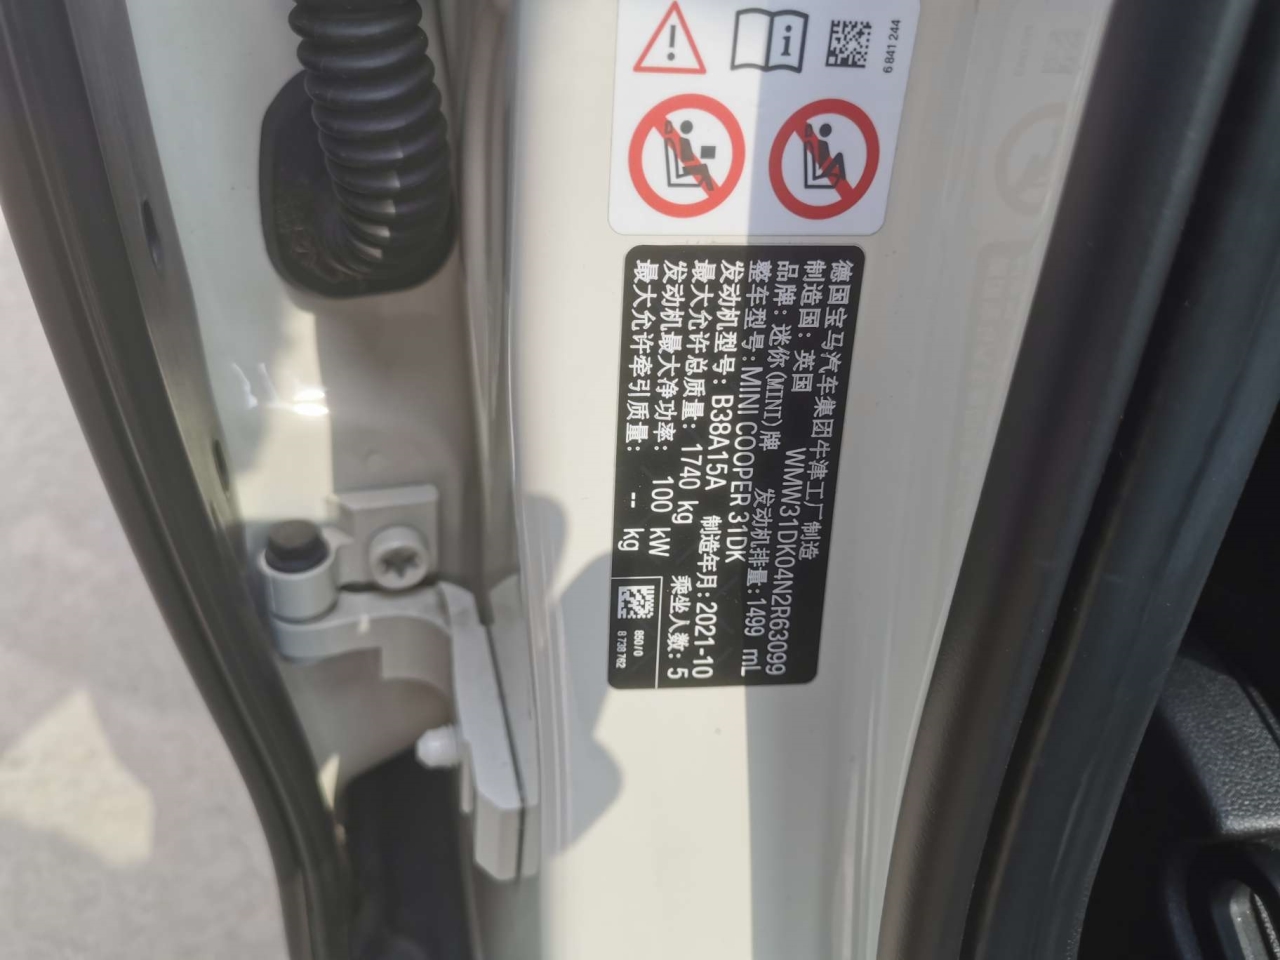 6 841 244
德国宝马汽车集团牛津工厂制造
制造国: 英国 WMW31DK04N2R63099
品牌: 迷你(MINI)牌 发动机排量: 1499 mL
整车型号: MINI COOPER 31DK
发动机型号: B38A15A 制造年月: 2021-10
最大允许总质量: 1740 kg 乘坐人数: 5
发动机最大净功率: 100 kW
最大允许牵引质量: -- kg
850/0
8 738 762